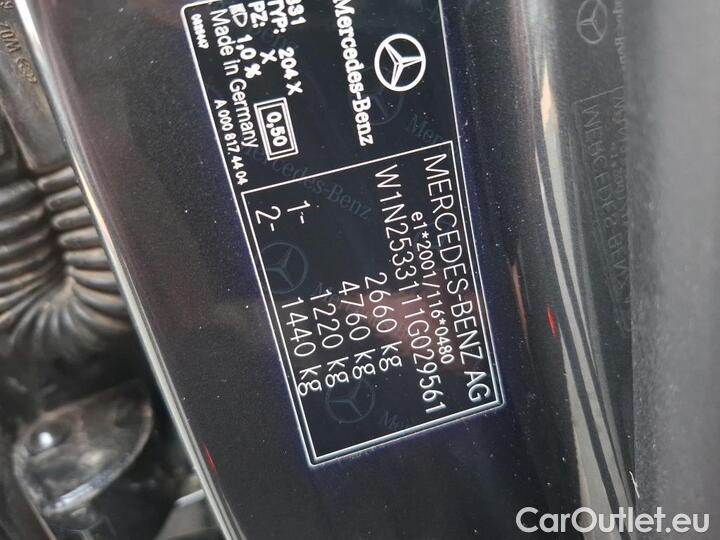 Mercedes-Benz
MERCEDES-BENZ AG
e1*2001/116*0480
W1N2533111G029561
2660 kg
4760 kg
1- 1220 kg
2- 1440 kg
TYP: 204 X
PZ: X
KD 1,0 %
0,50
Made in Germany
A 000 817 44 04
CarOutlet.eu